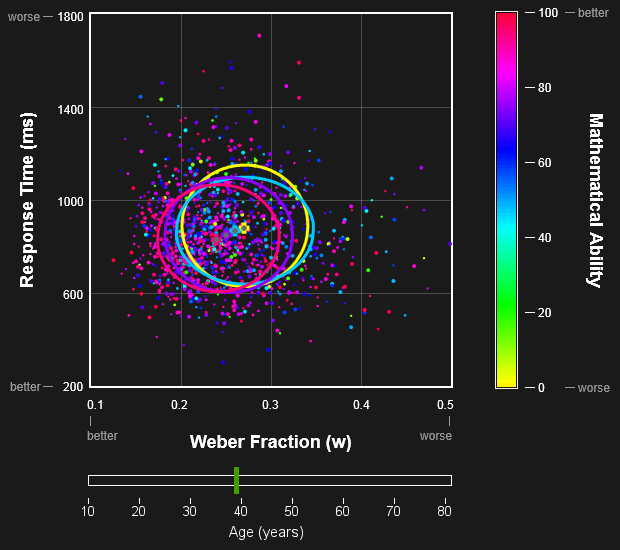 worse
1800
1400
1000
600
better
200
Response Time (ms)
0.1
0.2
0.3
0.4
0.5
better
worse
Weber Fraction (w)
10
20
30
40
50
60
70
80
Age (years)
100
better
80
60
40
20
0
worse
Mathematical Ability